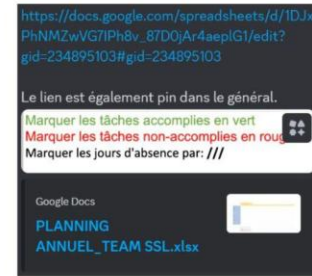 https://docs.google.com/spreadsheets/d/1DJx
PhNMZwVG7lPh8v_87D0jAr4aeplG1/edit?
gid=234895103#gid=234895103
Le lien est également pin dans le général.
Marquer les tâches accomplies en vert
Marquer les tâches non-accomplies en roug
Marquer les jours d'absence par: ///
Google Docs
PLANNING
ANNUEL_TEAM SSL.xlsx